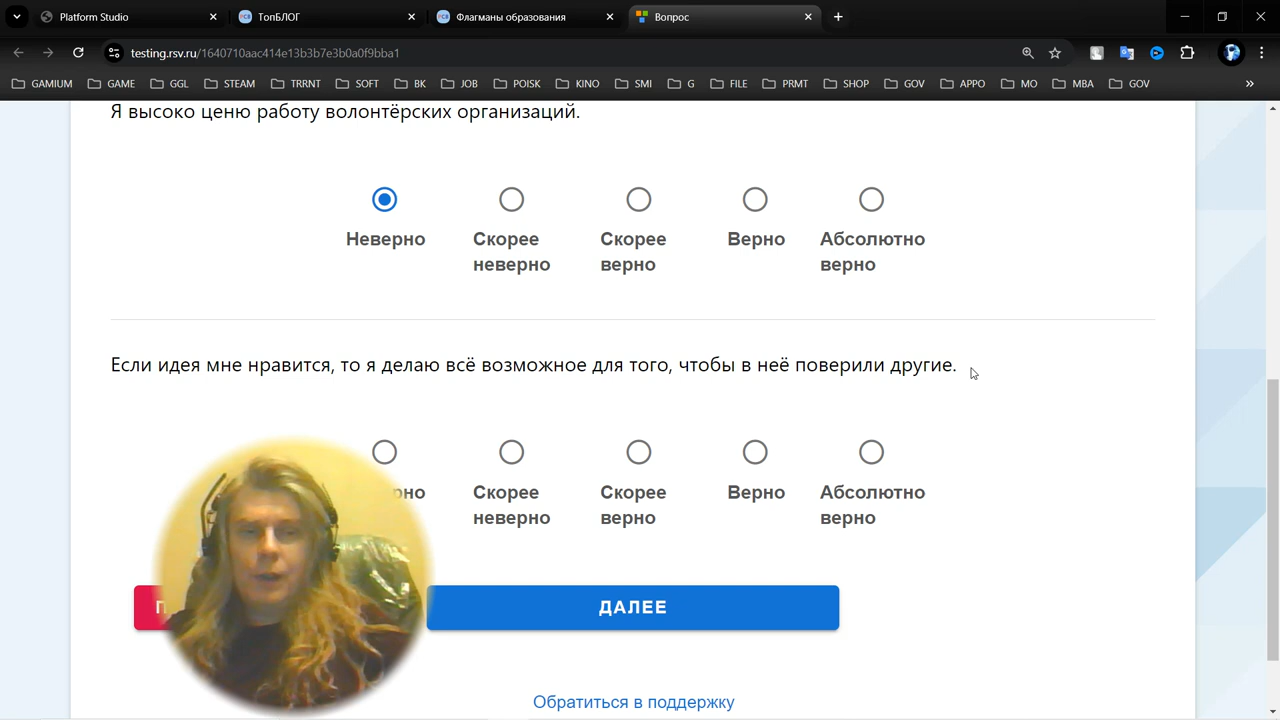 Platform Studio
ТопБЛОГ
Флагманы образования
Вопрос
testing.rsv.ru/1640710aac414e13b3b7e3b0a0f9bba1
GAMIUM
GAME
GGL
STEAM
TRRNT
SOFT
BK
JOB
POISK
KINO
SMI
G
FILE
PRMT
SHOP
GOV
APPO
MO
MBA
GOV
Я высоко ценю работу волонтёрских организаций.
Неверно
Скорее неверно
Скорее верно
Верно
Абсолютно верно
Если идея мне нравится, то я делаю всё возможное для того, чтобы в неё поверили другие.
Скорее неверно
Скорее верно
Верно
Абсолютно верно
ДАЛЕЕ
Обратиться в поддержку